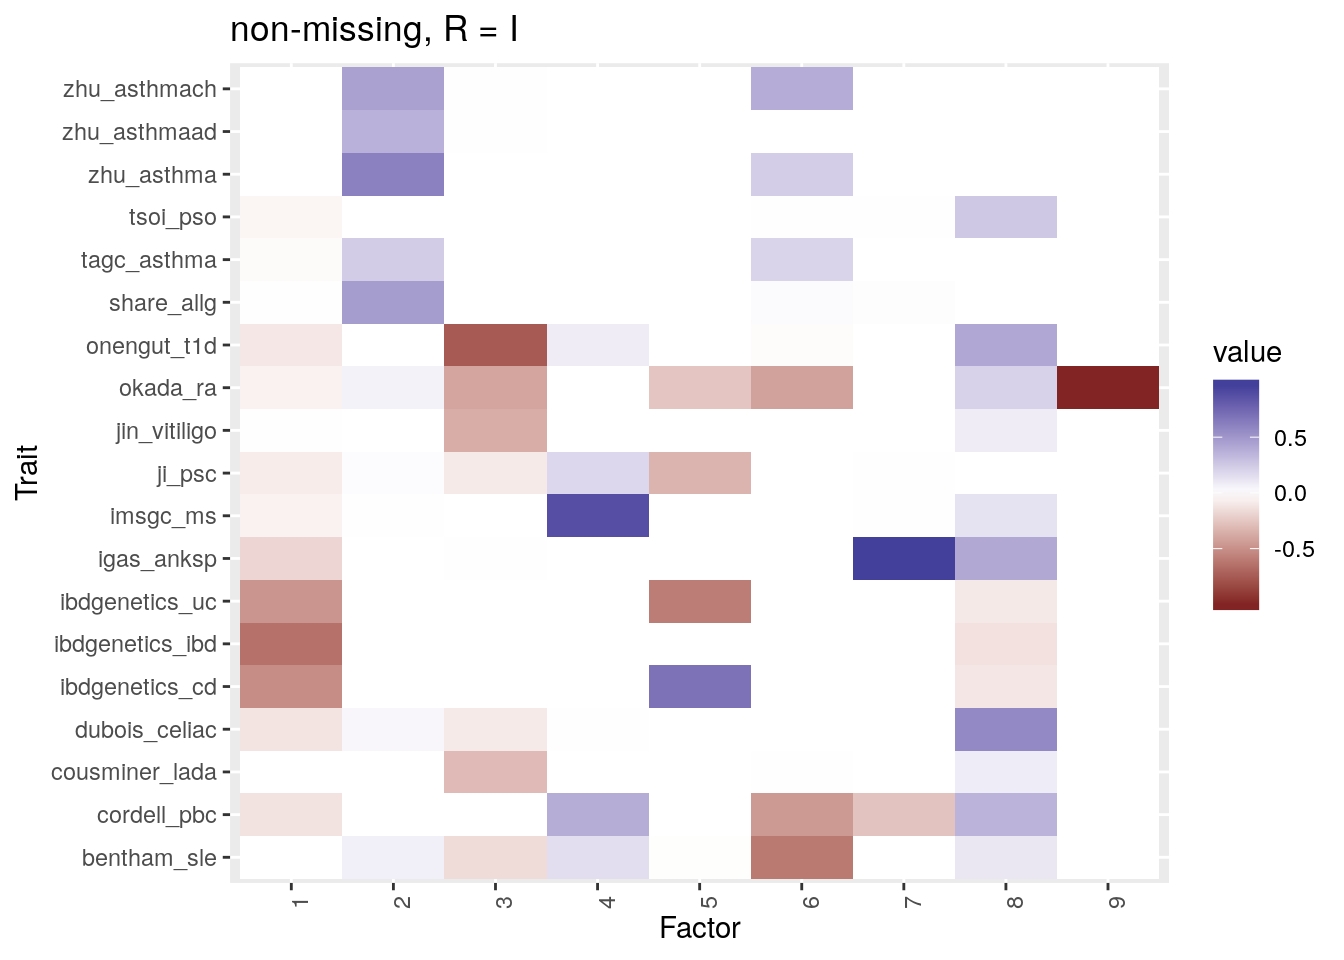 non-missing, R = I
zhu_asthmach
zhu_asthmaad
zhu_asthma
tsoi_pso
tagc_asthma
share_allg
onengut_t1d
okada_ra
jin_vitiligo
ji_psc
imsgc_ms
igas_anksp
ibdgenetics_uc
ibdgenetics_ibd
ibdgenetics_cd
dubois_celiac
cousminer_lada
cordell_pbc
bentham_sle
Trait
1 2 3 4 5 6 7 8 9
Factor
value
0.5
0.0
-0.5